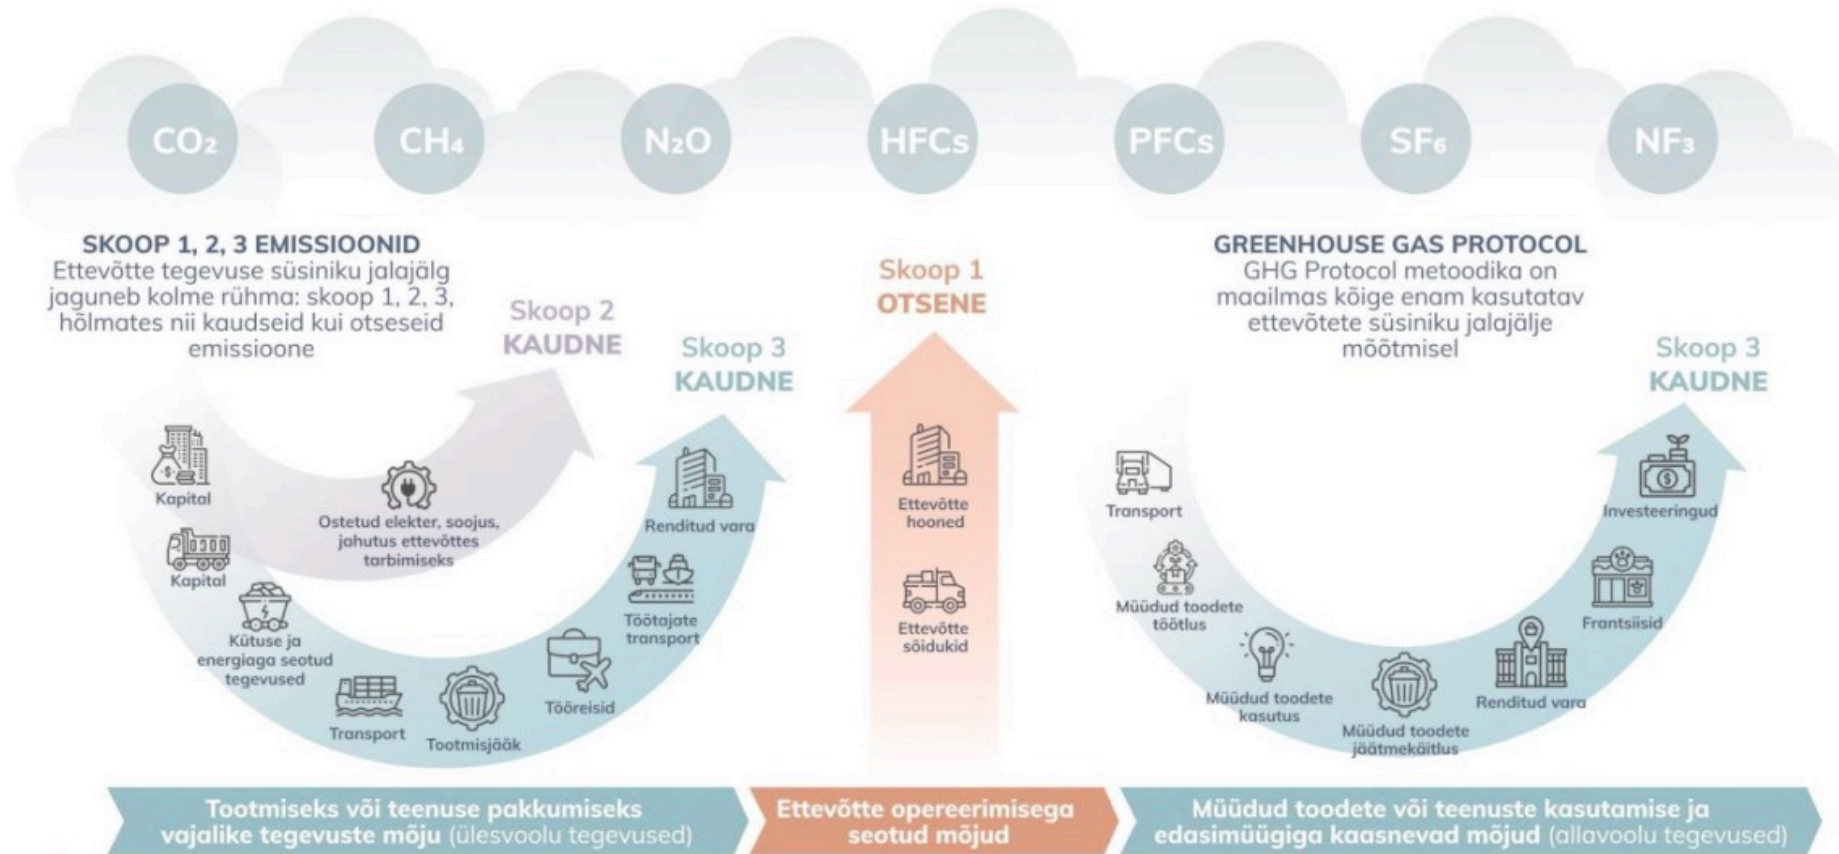 CO₂
CH₄
N₂O
HFCs
PFCs
SF₆
NF₃
SKOOP 1, 2, 3 EMISSIOONID
Ettevõtte tegevuse süsiniku jalajälg
jaguneb kolme rühma: skoop 1, 2, 3,
hõlmates nii kaudseid kui otseseid
emissioone
Skoop 2
KAUDNE
Skoop 3
KAUDNE
Skoop 1
OTSENE
GREENHOUSE GAS PROTOCOL
GHG Protocol metoodika on
maailmas kõige enam kasutatav
ettevõtete süsiniku jalajälje
mõõtmisel
Skoop 3
KAUDNE
Kapital
Kapital
Kütuse ja
energiaga seotud
tegevused
Transport
Tootmisjääk
Tööreisid
Töötajate
transport
Renditud vara
Ostetud elekter, soojus,
jahutus ettevõttes
tarbimiseks
Ettevõtte
hooned
Ettevõtte
sõidukid
Transport
Müüdud toodete
töötlus
Müüdud toodete
kasutus
Müüdud toodete
jäätmekäitlus
Renditud vara
Frantsiisid
Investeeringud
Tootmiseks või teenuse pakkumiseks
vajalike tegevuste mõju (ülesvoolu tegevused)
Ettevõtte opereerimisega
seotud mõjud
Müüdud toodete või teenuste kasutamise ja
edasimüügiga kaasnevad mõjud (allavoolu tegevused)